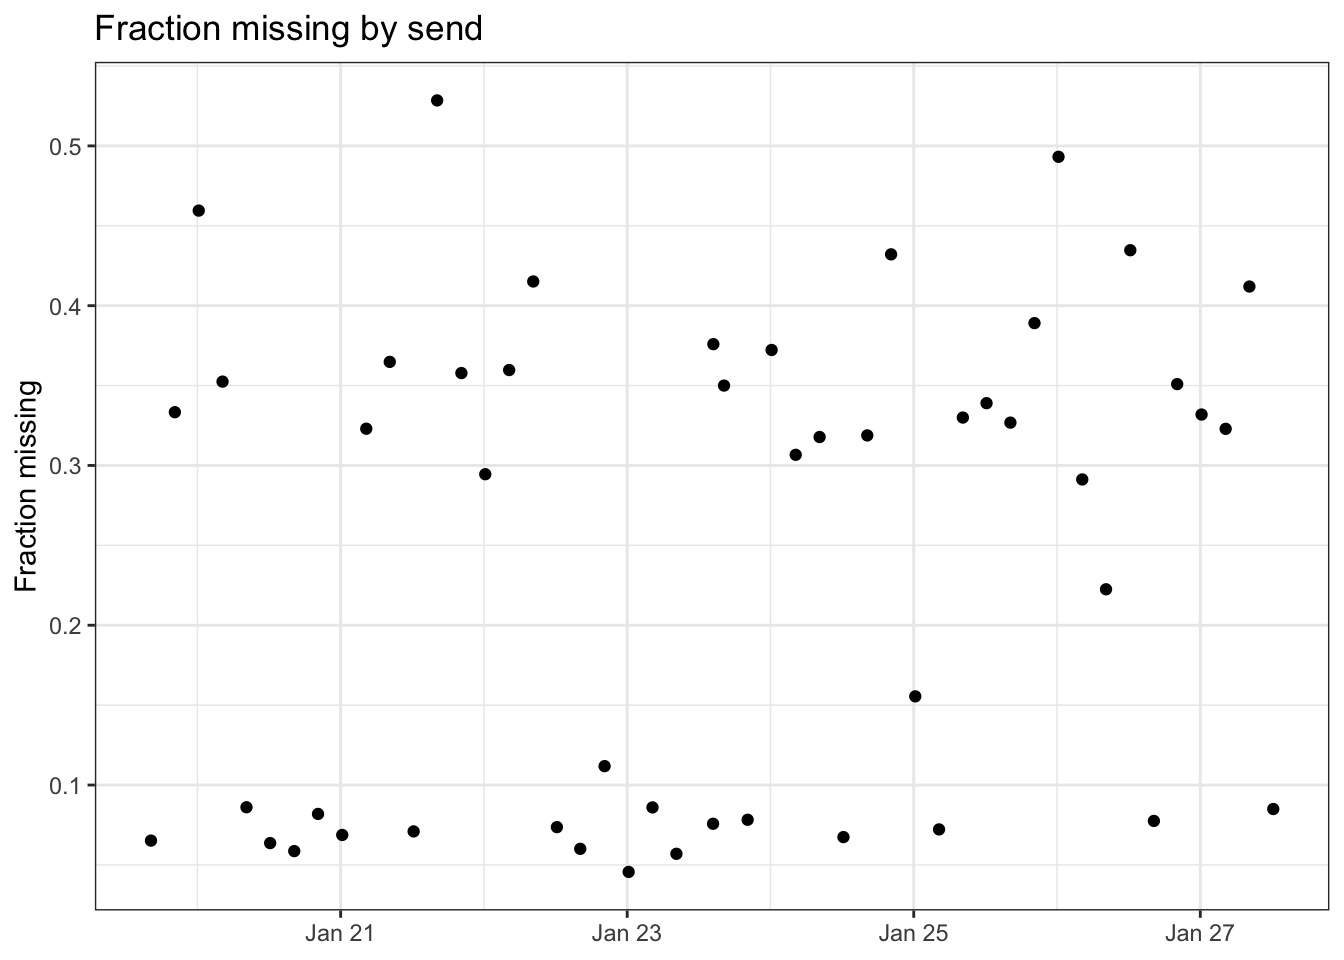 Fraction missing by send
Fraction missing
0.5
0.4
0.3
0.2
0.1
Jan 21
Jan 23
Jan 25
Jan 27